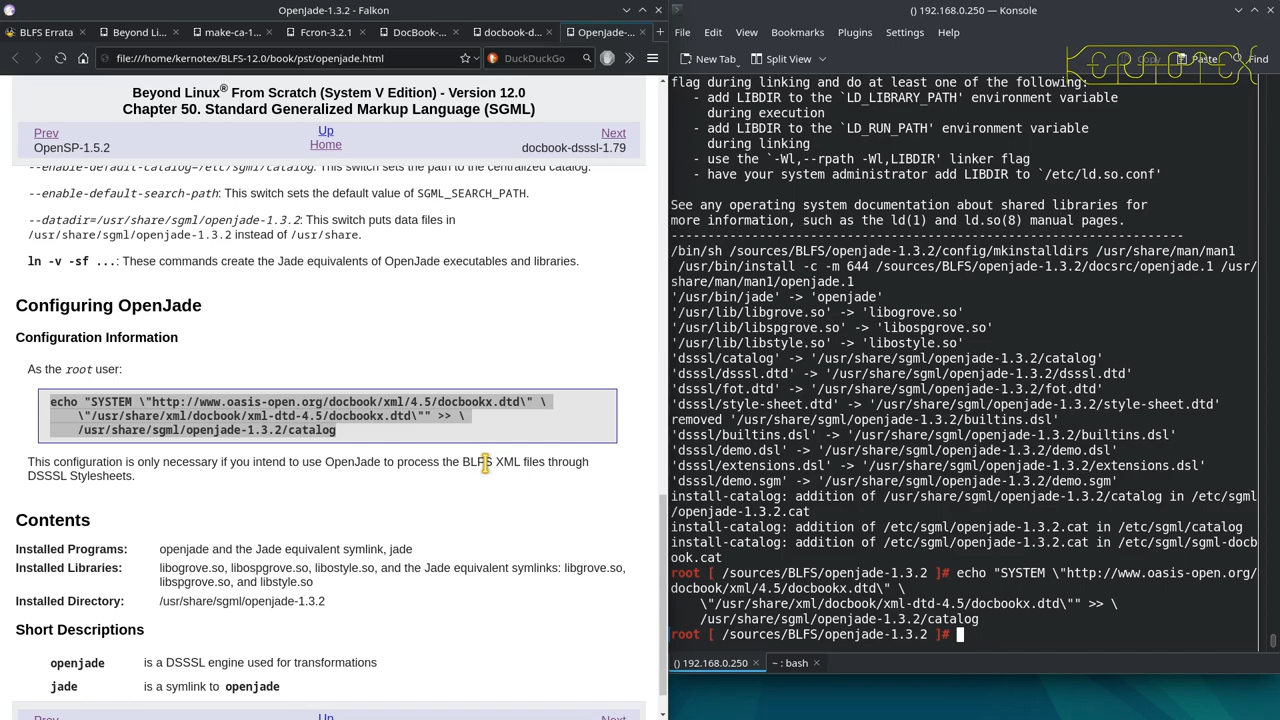 OpenJade-1.3.2 - Falkon
BLFS Errata
Beyond Li...
make-ca-1...
Fcron-3.2.1
DocBook-...
docbook-d...
OpenJade-...
file:///home/kernotex/BLFS-12.0/book/pst/openjade.html
DuckDuckGo
Beyond Linux® From Scratch (System V Edition) - Version 12.0
Chapter 50. Standard Generalized Markup Language (SGML)
Prev
Up
Next
OpenSP-1.5.2
Home
docbook-dsssl-1.79
--enable-default-catalog=/etc/sgml/catalog: This switch sets the path to the centralized catalog.
--enable-default-search-path: This switch sets the default value of SGML_SEARCH_PATH.
--datadir=/usr/share/sgml/openjade-1.3.2: This switch puts data files in
/usr/share/sgml/openjade-1.3.2 instead of /usr/share.
ln -v -sf ...: These commands create the Jade equivalents of OpenJade executables and libraries.
Configuring OpenJade
Configuration Information
As the root user:
echo "SYSTEM \"http://www.oasis-open.org/docbook/xml/4.5/docbookx.dtd\" \
\"/usr/share/xml/docbook/xml-dtd-4.5/docbookx.dtd\"" >> \
/usr/share/sgml/openjade-1.3.2/catalog
This configuration is only necessary if you intend to use OpenJade to process the BLFS XML files through
DSSSL Stylesheets.
Contents
Installed Programs: openjade and the Jade equivalent symlink, jade
Installed Libraries: libogrove.so, libospgrove.so, libostyle.so, and the Jade equivalent symlinks: libgrove.so,
libspgrove.so, and libstyle.so
Installed Directory: /usr/share/sgml/openjade-1.3.2
Short Descriptions
openjade is a DSSSL engine used for transformations
jade is a symlink to openjade
Prev
Up
Next
() 192.168.0.250 — Konsole
File Edit View Bookmarks Plugins Settings Help
New Tab
Split View
Copy
Paste
Find
KERNOTEX
flag during linking and do at least one of the following:
- add LIBDIR to the `LD_LIBRARY_PATH' environment variable
during execution
- add LIBDIR to the `LD_RUN_PATH' environment variable
during linking
- use the `-Wl,--rpath -Wl,LIBDIR' linker flag
- have your system administrator add LIBDIR to `/etc/ld.so.conf'
See any operating system documentation about shared libraries for
more information, such as the ld(1) and ld.so(8) manual pages.
----------------------------------------------------------------------
/bin/sh /sources/BLFS/openjade-1.3.2/config/mkinstalldirs /usr/share/man/man1
/usr/bin/install -c -m 644 /sources/BLFS/openjade-1.3.2/docsrc/openjade.1 /usr/
share/man/man1/openjade.1
'/usr/bin/jade' -> 'openjade'
'/usr/lib/libgrove.so' -> 'libogrove.so'
'/usr/lib/libspgrove.so' -> 'libospgrove.so'
'/usr/lib/libstyle.so' -> 'libostyle.so'
'dsssl/catalog' -> '/usr/share/sgml/openjade-1.3.2/catalog'
'dsssl/dsssl.dtd' -> '/usr/share/sgml/openjade-1.3.2/dsssl.dtd'
'dsssl/fot.dtd' -> '/usr/share/sgml/openjade-1.3.2/fot.dtd'
'dsssl/style-sheet.dtd' -> '/usr/share/sgml/openjade-1.3.2/style-sheet.dtd'
removed '/usr/share/sgml/openjade-1.3.2/builtins.dsl'
'dsssl/builtins.dsl' -> '/usr/share/sgml/openjade-1.3.2/builtins.dsl'
'dsssl/demo.dsl' -> '/usr/share/sgml/openjade-1.3.2/demo.dsl'
'dsssl/extensions.dsl' -> '/usr/share/sgml/openjade-1.3.2/extensions.dsl'
'dsssl/demo.sgm' -> '/usr/share/sgml/openjade-1.3.2/demo.sgm'
install-catalog: addition of /usr/share/sgml/openjade-1.3.2/catalog in /etc/sgml
/openjade-1.3.2.cat
install-catalog: addition of /etc/sgml/openjade-1.3.2.cat in /etc/sgml/catalog
install-catalog: addition of /etc/sgml/openjade-1.3.2.cat in /etc/sgml/sgml-docb
ook.cat
root [ /sources/BLFS/openjade-1.3.2 ]# echo "SYSTEM \"http://www.oasis-open.org/
docbook/xml/4.5/docbookx.dtd\" \
\"/usr/share/xml/docbook/xml-dtd-4.5/docbookx.dtd\"" >> \
/usr/share/sgml/openjade-1.3.2/catalog
root [ /sources/BLFS/openjade-1.3.2 ]#
() 192.168.0.250
~ : bash